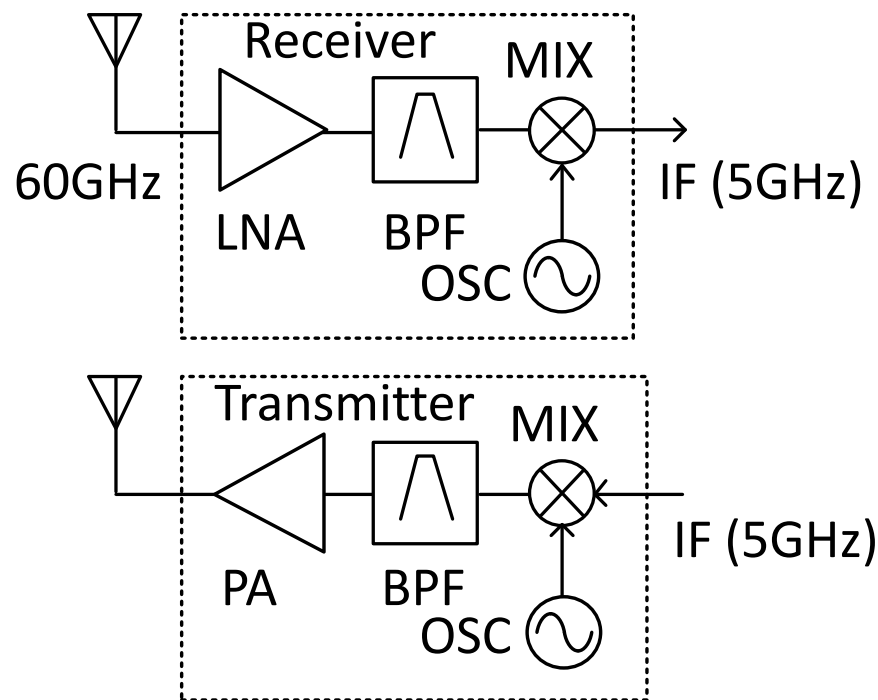 Receiver
MIX
60GHz
IF (5GHz)
LNA
BPF
OSC
Transmitter
MIX
IF (5GHz)
PA
BPF
OSC